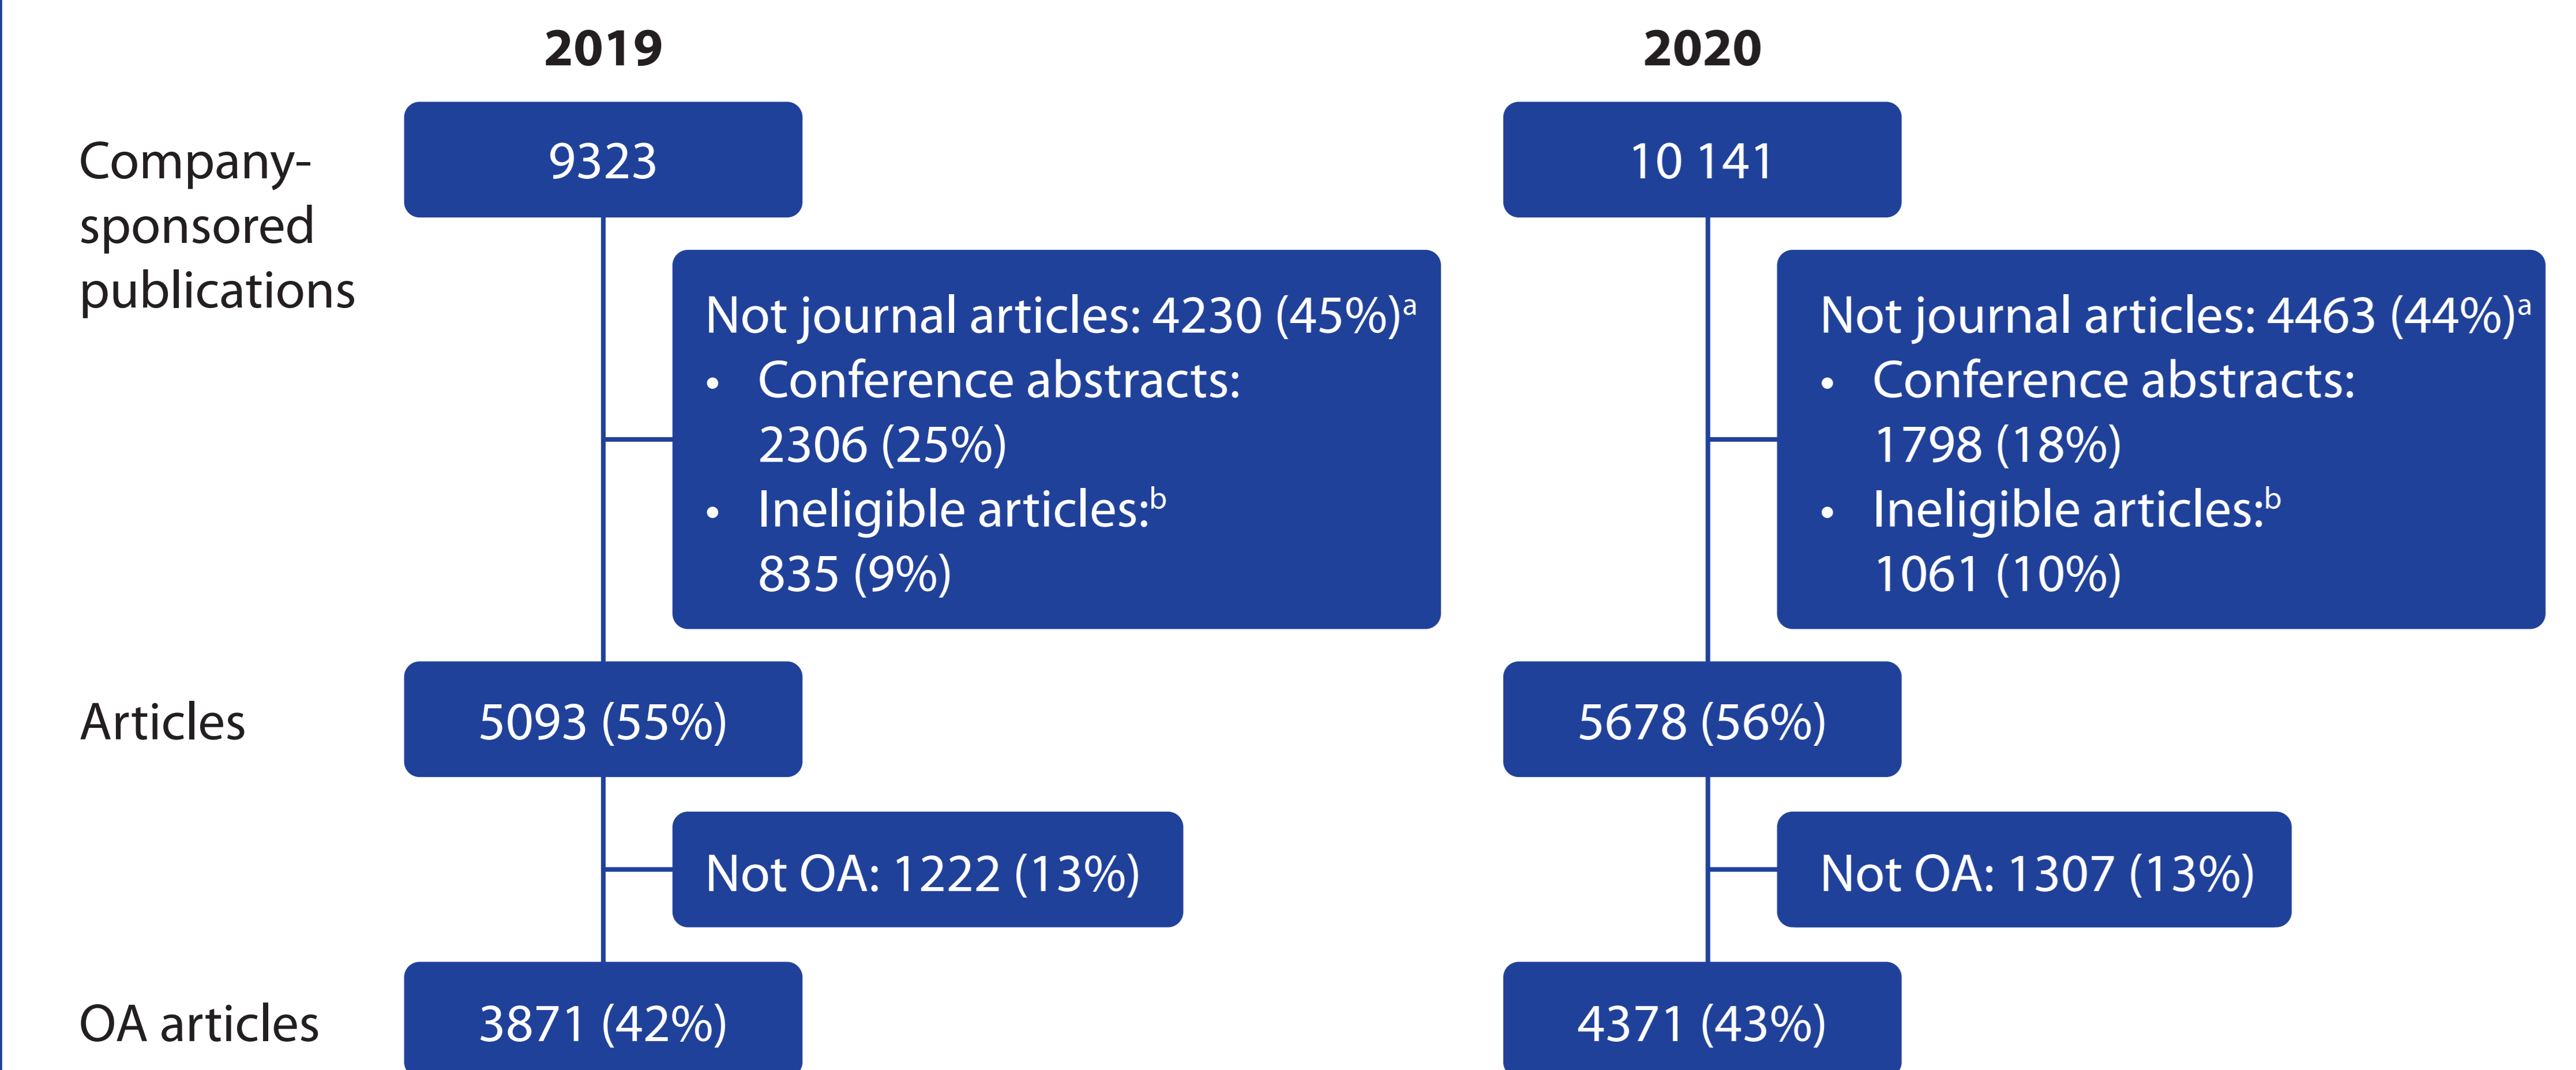 2019
2020
Company-
sponsored
publications
9323
10 141
Not journal articles: 4230 (45%)ᵃ
• Conference abstracts:
2306 (25%)
• Ineligible articles:ᵇ
835 (9%)
Not journal articles: 4463 (44%)ᵃ
• Conference abstracts:
1798 (18%)
• Ineligible articles:ᵇ
1061 (10%)
Articles
5093 (55%)
5678 (56%)
Not OA: 1222 (13%)
Not OA: 1307 (13%)
OA articles
3871 (42%)
4371 (43%)